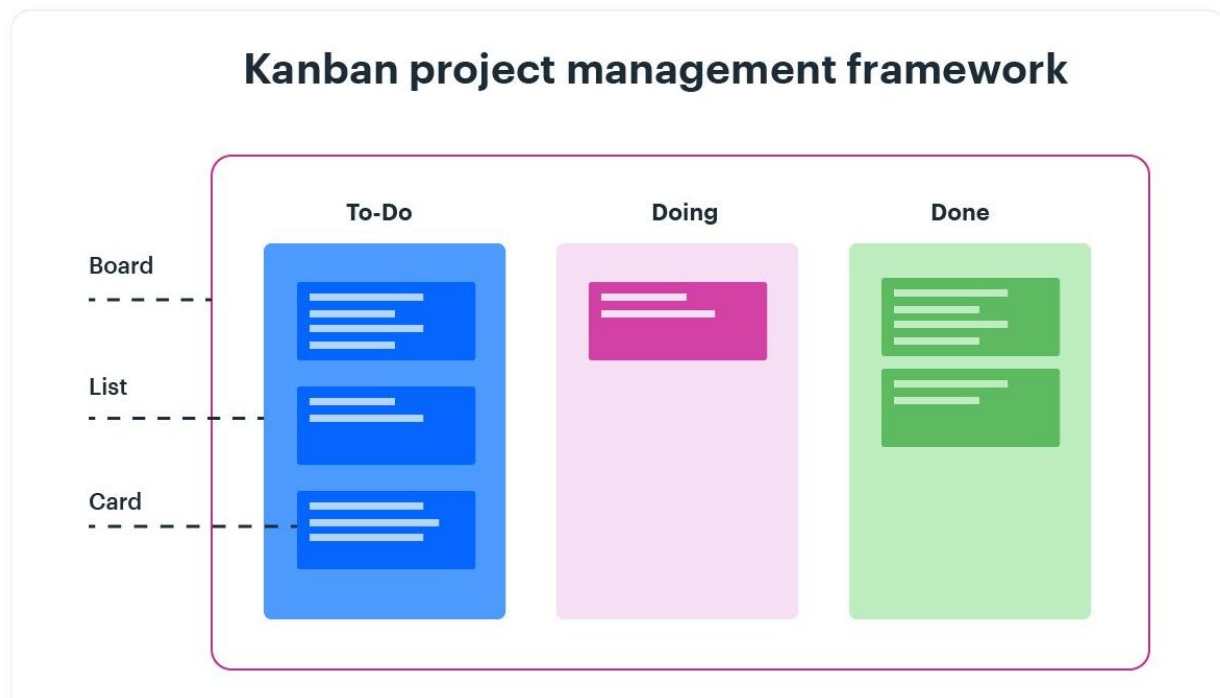 Kanban project management framework
To-Do
Doing
Done
Board
List
Card